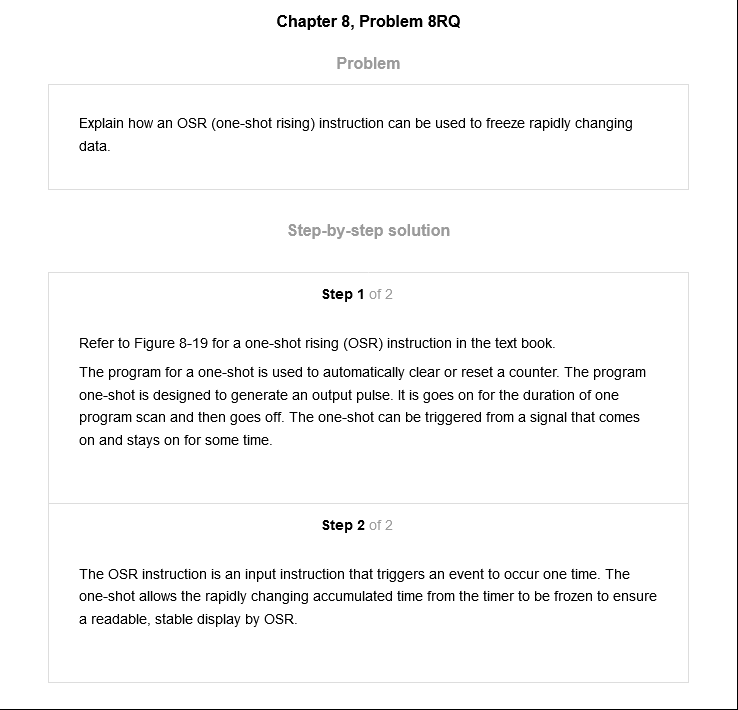 Chapter 8, Problem 8RQ
Problem
Explain how an OSR (one-shot rising) instruction can be used to freeze rapidly changing
data.
Step-by-step solution
Step 1 of 2
Refer to Figure 8-19 for a one-shot rising (OSR) instruction in the text book.
The program for a one-shot is used to automatically clear or reset a counter. The program
one-shot is designed to generate an output pulse. It is goes on for the duration of one
program scan and then goes off. The one-shot can be triggered from a signal that comes
on and stays on for some time.
Step 2 of 2
The OSR instruction is an input instruction that triggers an event to occur one time. The
one-shot allows the rapidly changing accumulated time from the timer to be frozen to ensure
a readable, stable display by OSR.